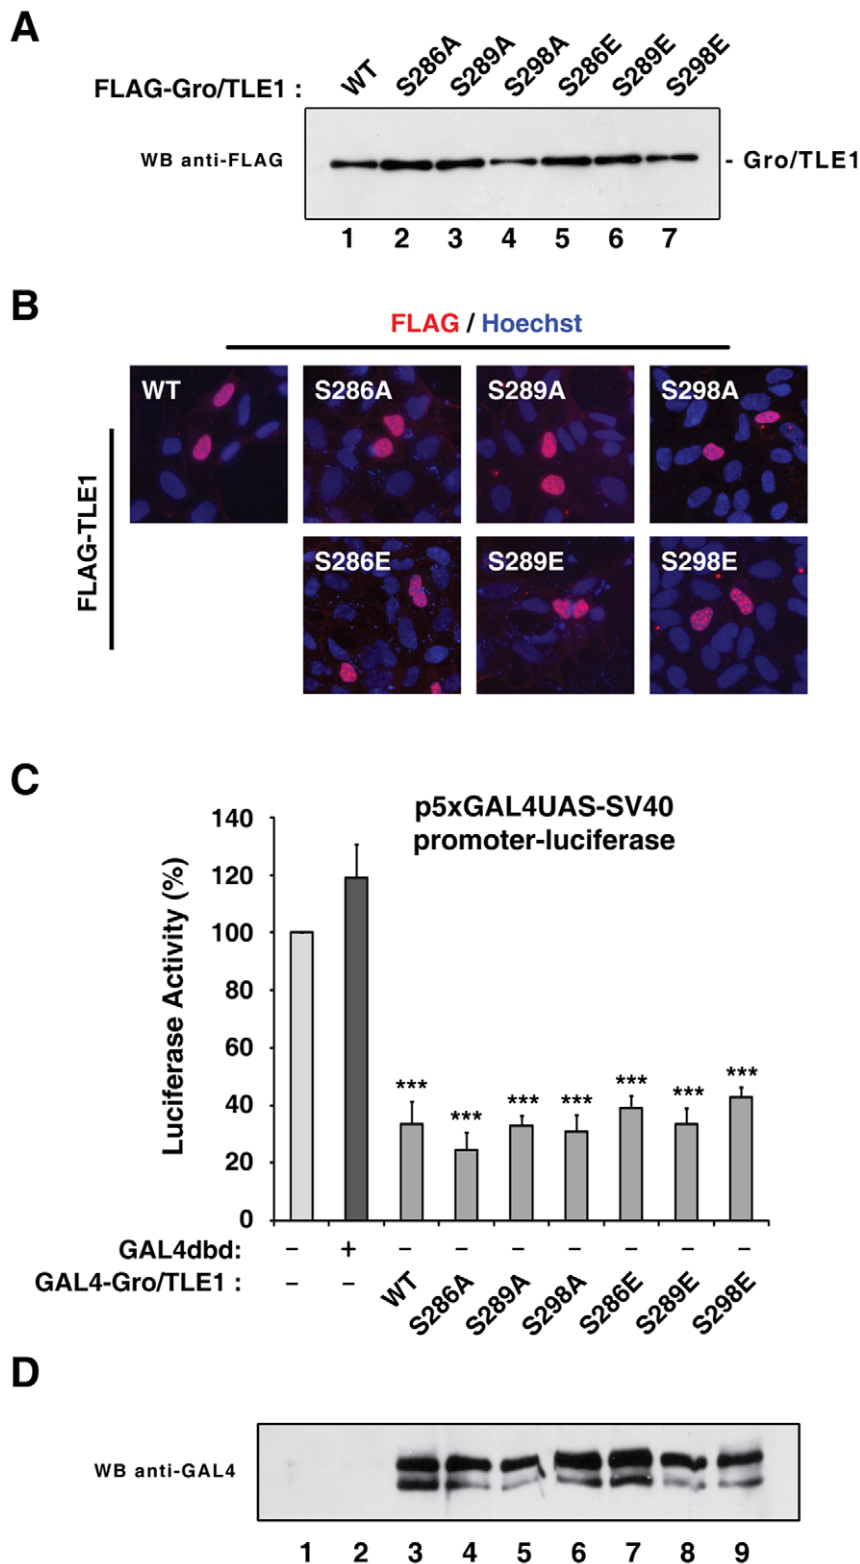 A
FLAG-Gro/TLE1 : WT S286A S289A S298A S286E S289E S298E
WB anti-FLAG - Gro/TLE1
1 2 3 4 5 6 7
B
FLAG / Hoechst
FLAG-TLE1
WT S286A S289A S298A
S286E S289E S298E
C
p5xGAL4UAS-SV40
promoter-luciferase
Luciferase Activity (%)
140
120
100
80
60
40
20
0
*** *** *** *** *** *** ***
GAL4dbd: – + – – – – – – –
GAL4-Gro/TLE1 : – – WT S286A S289A S298A S286E S289E S298E
D
WB anti-GAL4
1 2 3 4 5 6 7 8 9